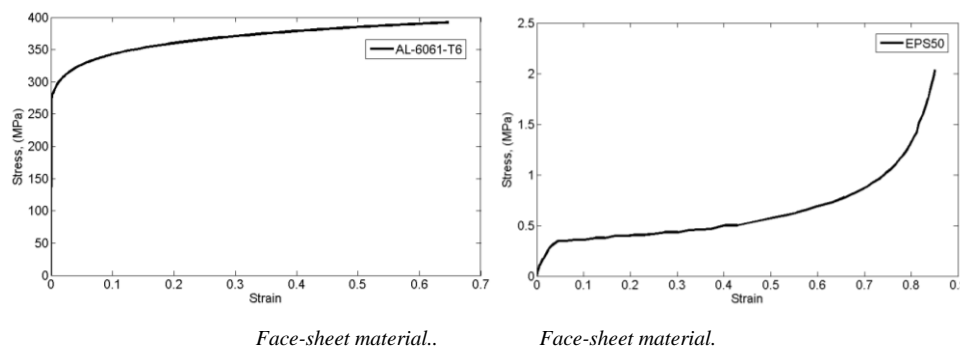 400
350
300
250
200
150
100
50
0
Stress, (MPa)
AL-6061-T6
0 0.1 0.2 0.3 0.4 0.5 0.6 0.7
Strain
2.5
2
1.5
1
0.5
0
Stress, (MPa)
EPS50
0 0.1 0.2 0.3 0.4 0.5 0.6 0.7 0.8 0.9
Strain
Face-sheet material.. Face-sheet material.